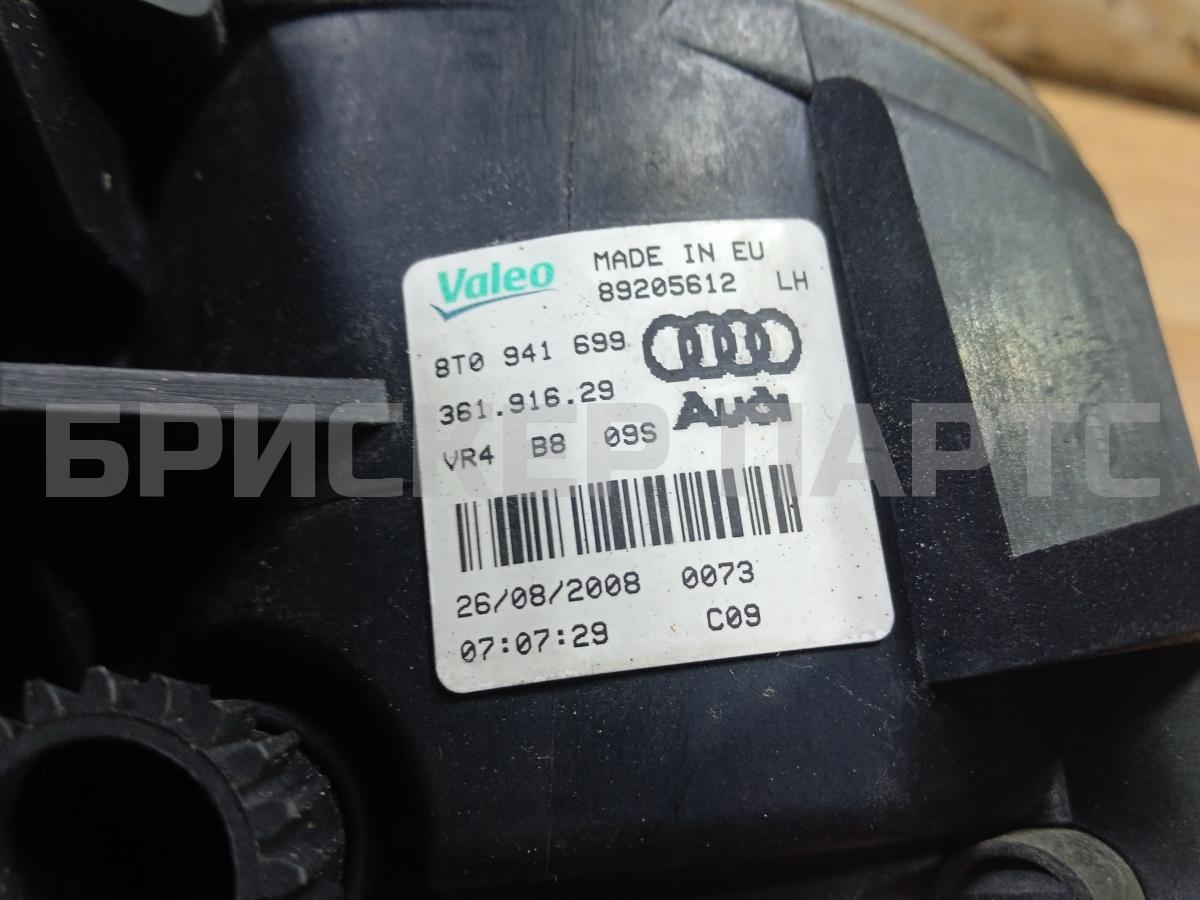 Valeo MADE IN EU
89205612 LH
8T0 941 699
361.916.29
Audi
VR4 B8 09S
БРИСКЕР ПАРТС
26/08/2008 0073
07:07:29 C09